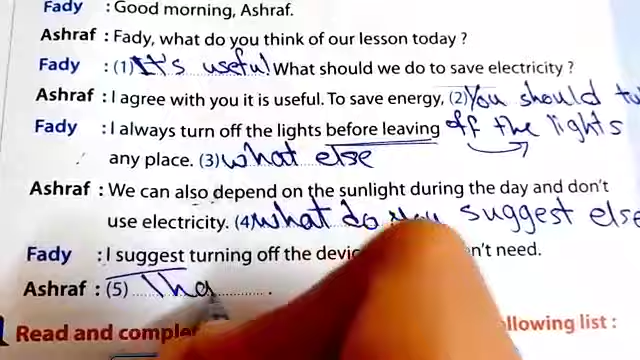 Fady : Good morning, Ashraf.
Ashraf : Fady, what do you think of our lesson today ?
Fady : (1) It's useful What should we do to save electricity ?
Ashraf : I agree with you it is useful. To save energy, (2) You should tu
Fady : I always turn off the lights before leaving off the lights
any place. (3) what else
Ashraf : We can also depend on the sunlight during the day and don't
use electricity. (4 what do you suggest else
Fady : I suggest turning off the devic n't need.
Ashraf : (5) Tha
Read and comple llowing list :